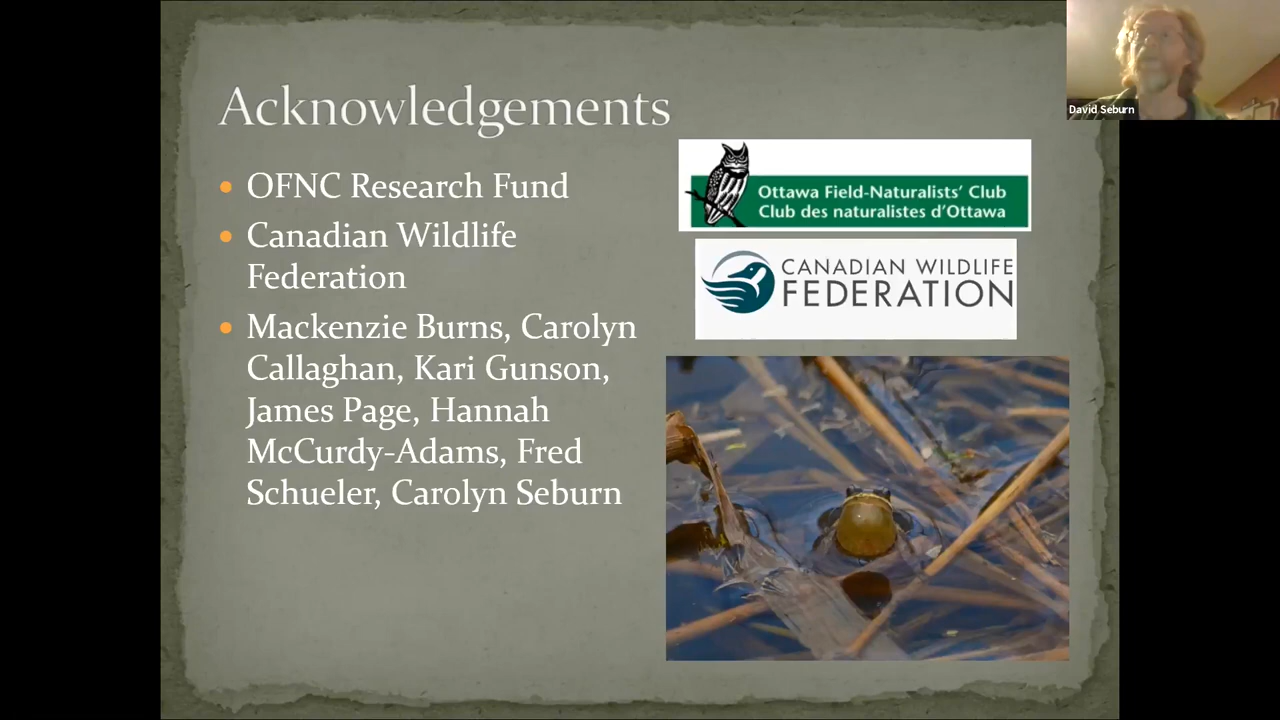 Acknowledgements
OFNC Research Fund
Canadian Wildlife
Federation
Mackenzie Burns, Carolyn
Callaghan, Kari Gunson,
James Page, Hannah
McCurdy-Adams, Fred
Schueler, Carolyn Seburn
Ottawa Field-Naturalists' Club
Club des naturalistes d'Ottawa
CANADIAN WILDLIFE
FEDERATION
David Seburn